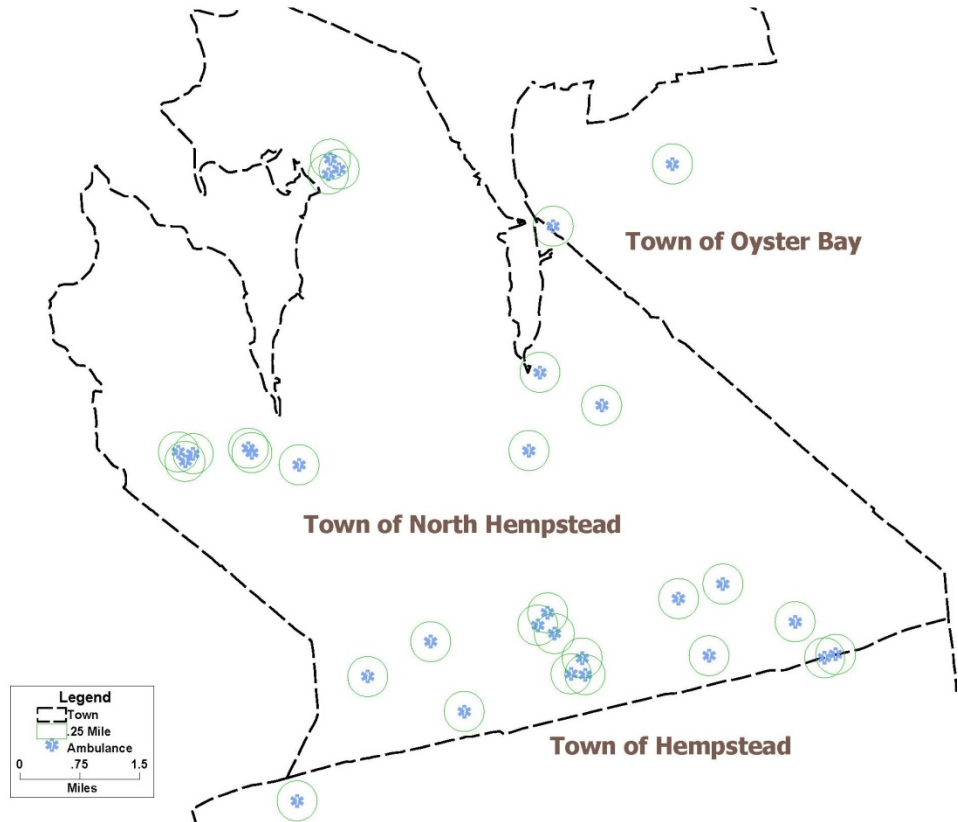 Town of Oyster Bay
Town of North Hempstead
Town of Hempstead
Legend
Town
.25 Mile
Ambulance
0 .75 1.5
Miles